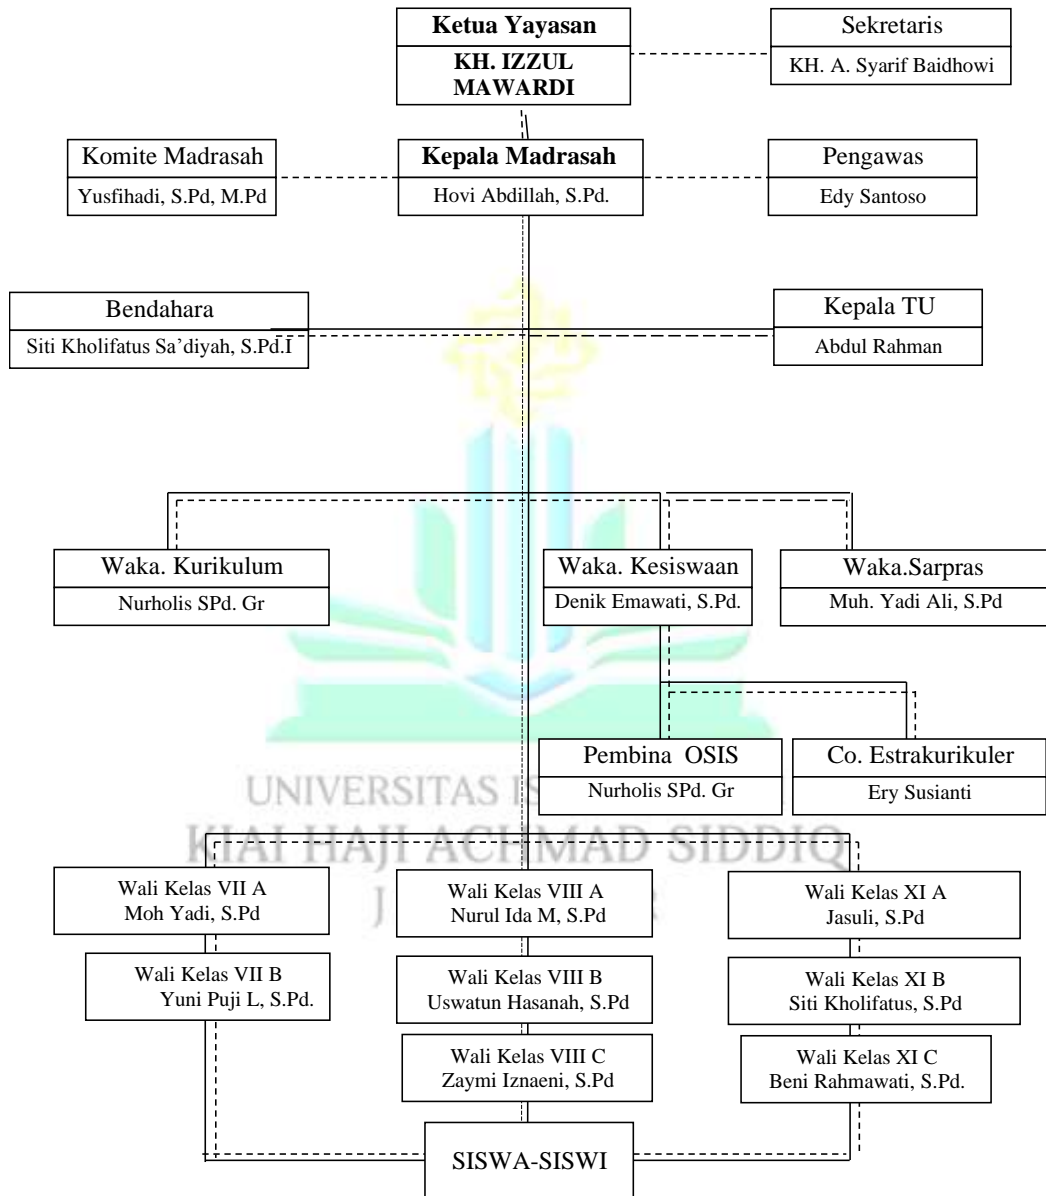 Ketua Yayasan
KH. IZZUL
MAWARDI
Sekretaris
KH. A. Syarif Baidhowi
Komite Madrasah
Yusfihadi, S.Pd, M.Pd
Kepala Madrasah
Hovi Abdillah, S.Pd.
Pengawas
Edy Santoso
Bendahara
Siti Kholifatus Sa’diyah, S.Pd.I
Kepala TU
Abdul Rahman
Waka. Kurikulum
Nurholis SPd. Gr
Waka. Kesiswaan
Denik Emawati, S.Pd.
Waka.Sarpras
Muh. Yadi Ali, S.Pd
Pembina OSIS
Nurholis SPd. Gr
Co. Estrakurikuler
Ery Susianti
UNIVERSITAS
KIAI HAJI ACHMAD SIDDIQ
Wali Kelas VII A
Moh Yadi, S.Pd
Wali Kelas VIII A
Nurul Ida M, S.Pd
Wali Kelas XI A
Jasuli, S.Pd
Wali Kelas VII B
Yuni Puji L, S.Pd.
Wali Kelas VIII B
Uswatun Hasanah, S.Pd
Wali Kelas XI B
Siti Kholifatus, S.Pd
Wali Kelas VIII C
Zaymi Iznaeni, S.Pd
Wali Kelas XI C
Beni Rahmawati, S.Pd.
SISWA-SISWI